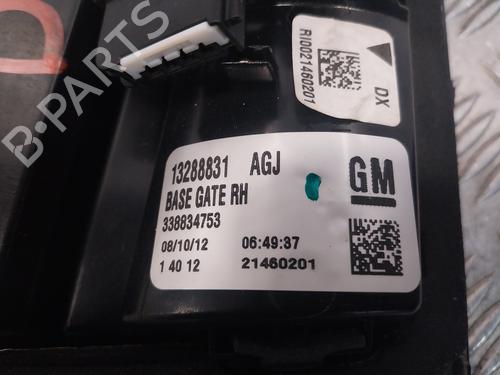 RI0021460201
DX
13288831 AGJ
BASE GATE RH
338834753
GM
08/10/12 06:49:37
1 40 12 21460201
B-PARTS